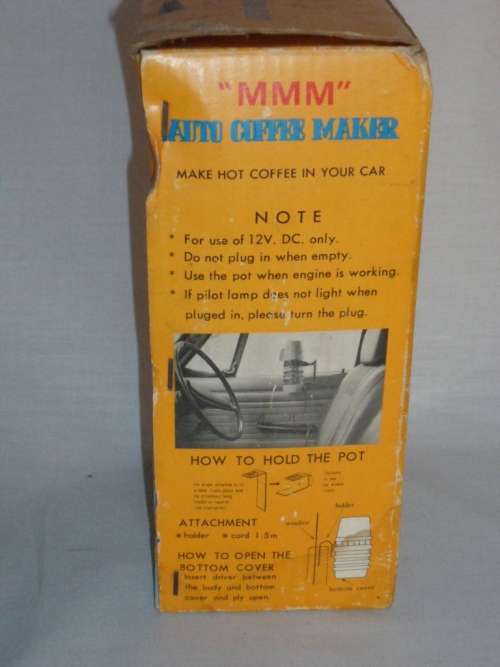 "MMM"
AUTO COFFEE MAKER
MAKE HOT COFFEE IN YOUR CAR
NOTE
* For use of 12V. DC. only.
* Do not plug in when empty.
* Use the pot when engine is working.
* If pilot lamp does not light when
pluged in, please turn the plug.
HOW TO HOLD THE POT
holder
window
ATTACHMENT
holder cord 1.5m
HOW TO OPEN THE
BOTTOM COVER
Insert driver between
the body and bottom
cover and ply open.
bottom cover